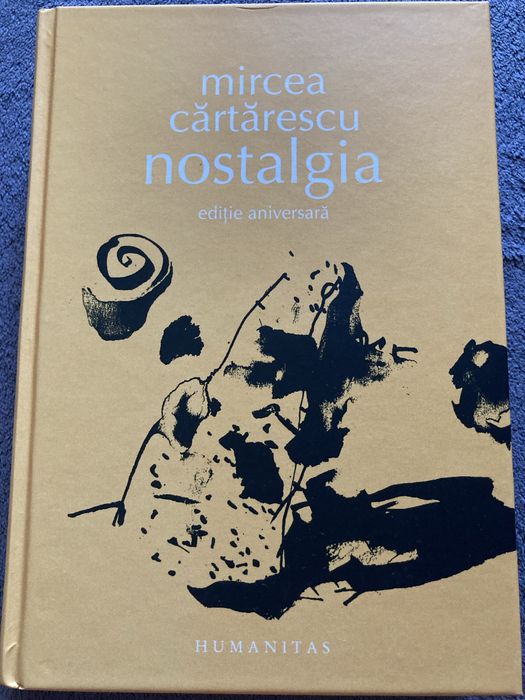 mircea
cărtărescu
nostalgia
ediție aniversară
HUMANITAS